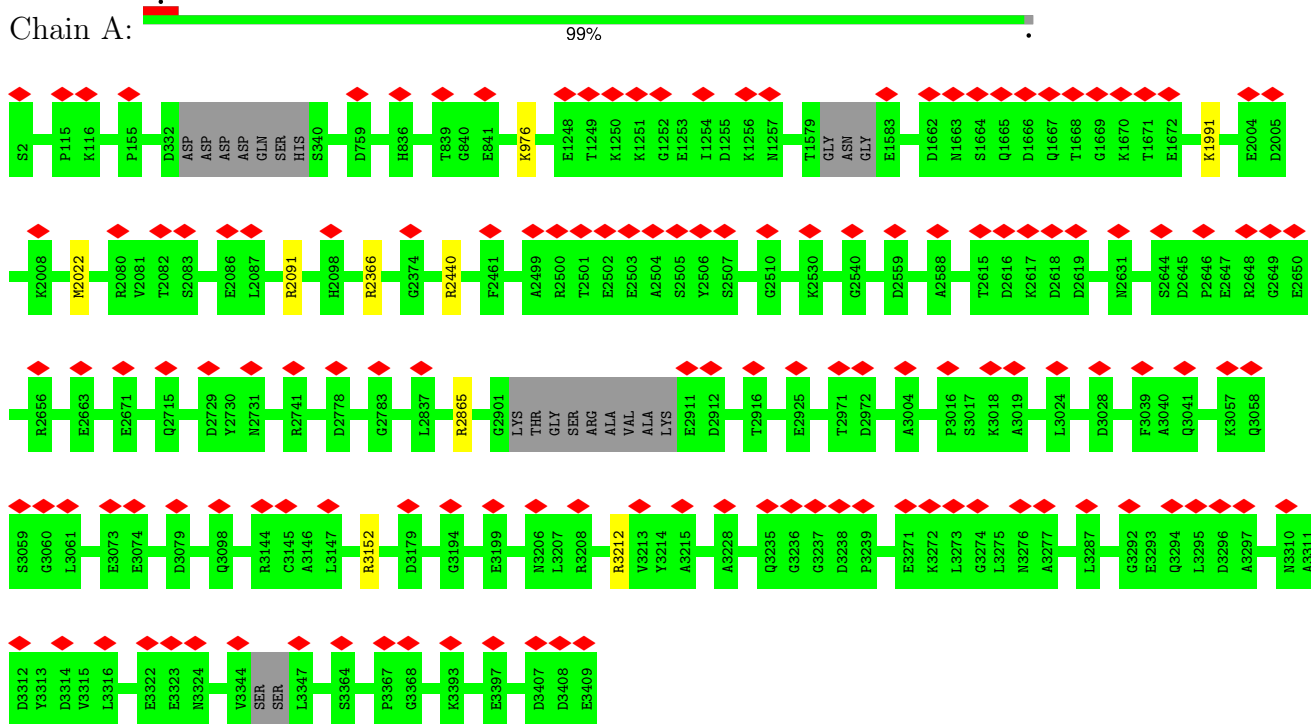 Chain A:
99%
S2 P115 K116 P155 D332 ASP ASP ASP ASP GLN SER HIS S340 D759 H836 T839 G840 E841 K976 E1248 T1249 K1250 K1251 G1252 E1253 I1254 D1255 K1256 N1257 T1579 GLY ASN GLY E1583 D1662 N1663 S1664 Q1665 D1666 Q1667 T1668 G1669 K1670 T1671 E1672 K1991 E2004 D2005
K2008 M2022 R2080 V2081 T2082 S2083 E2086 L2087 R2091 H2098 R2366 G2374 R2440 F2461 A2499 R2500 T2501 E2502 E2503 A2504 S2505 Y2506 S2507 G2510 K2530 G2540 D2559 A2588 T2615 D2616 K2617 D2618 D2619 N2631 S2644 D2645 P2646 E2647 R2648 G2649 E2650
R2656 E2663 E2671 Q2715 D2729 Y2730 N2731 R2741 D2778 G2783 L2837 R2865 G2901 LYS THR GLY SER ARG ALA VAL ALA LYS E2911 D2912 T2916 E2925 T2971 D2972 A3004 P3016 S3017 K3018 A3019 L3024 D3028 F3039 A3040 Q3041 K3057 Q3058
S3059 G3060 L3061 E3073 E3074 D3079 Q3098 R3144 C3145 A3146 L3147 R3152 D3179 G3194 E3199 N3206 L3207 R3208 R3212 V3213 Y3214 A3215 A3228 Q3235 G3236 G3237 D3238 P3239 E3271 K3272 L3273 G3274 L3275 N3276 A3277 L3287 G3292 E3293 Q3294 L3295 D3296 A3297 N3310 A3311
D3312 Y3313 D3314 V3315 L3316 E3322 E3323 N3324 V3344 SER SER L3347 S3364 P3367 G3368 K3393 E3397 D3407 D3408 E3409